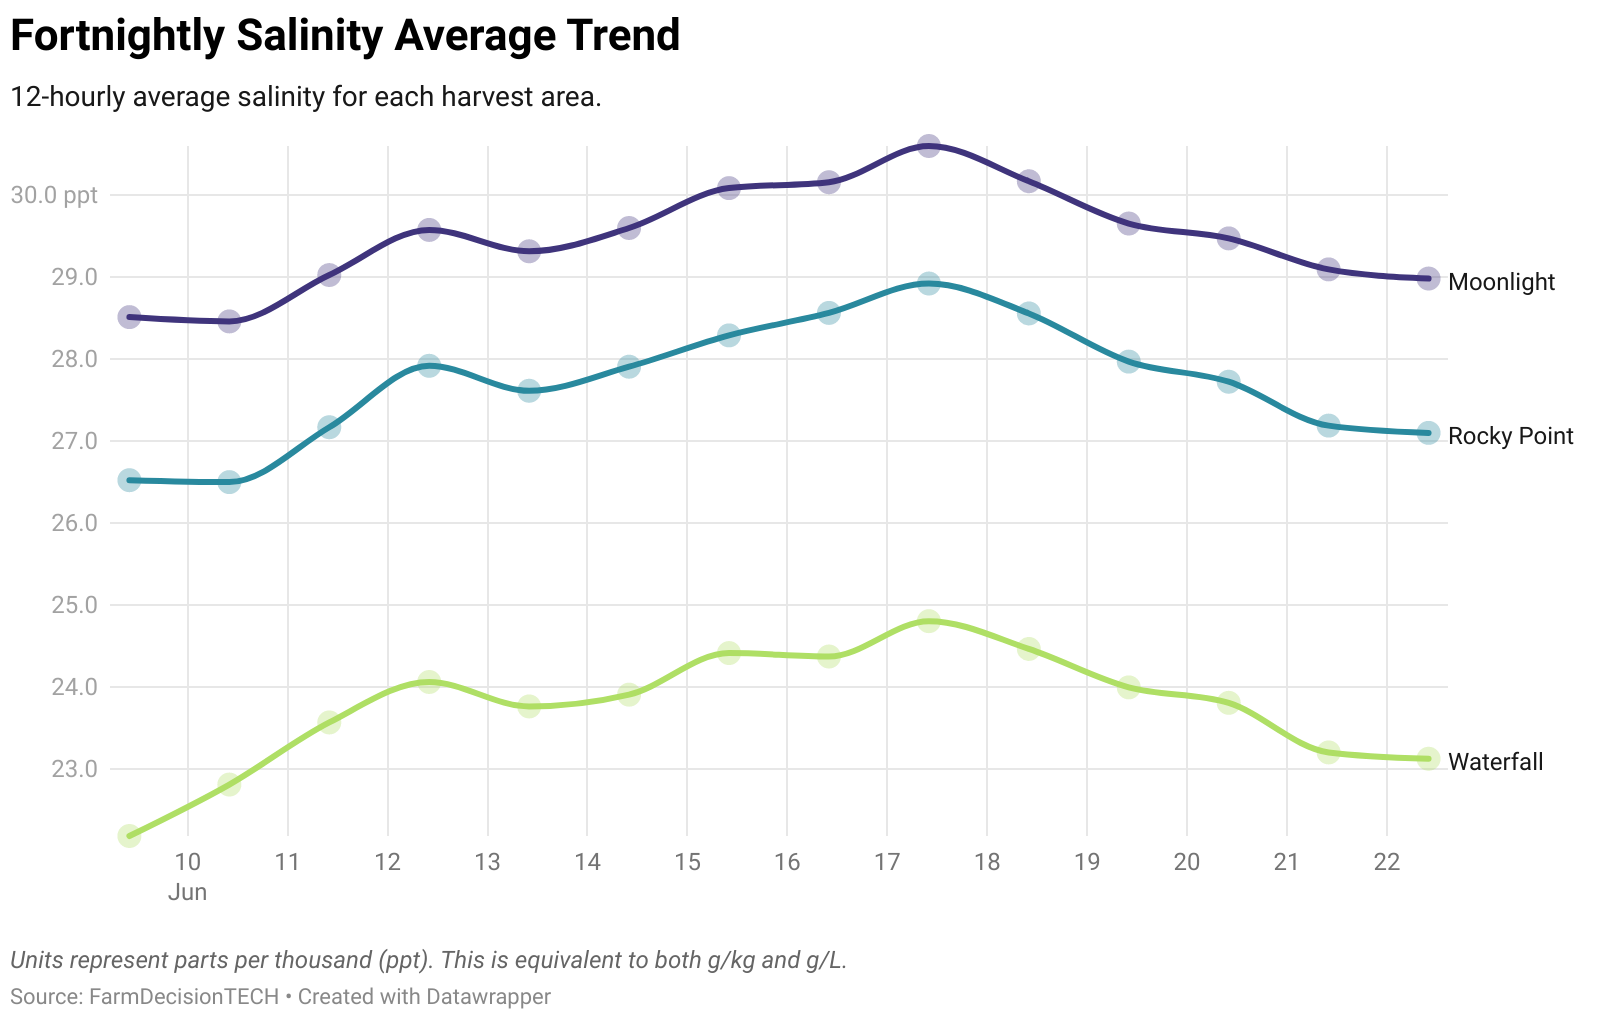 Fortnightly Salinity Average Trend
12-hourly average salinity for each harvest area.
30.0 ppt
29.0
28.0
27.0
26.0
25.0
24.0
23.0
Moonlight
Rocky Point
Waterfall
10 11 12 13 14 15 16 17 18 19 20 21 22
Jun
Units represent parts per thousand (ppt). This is equivalent to both g/kg and g/L.
Source: FarmDecisionTECH • Created with Datawrapper